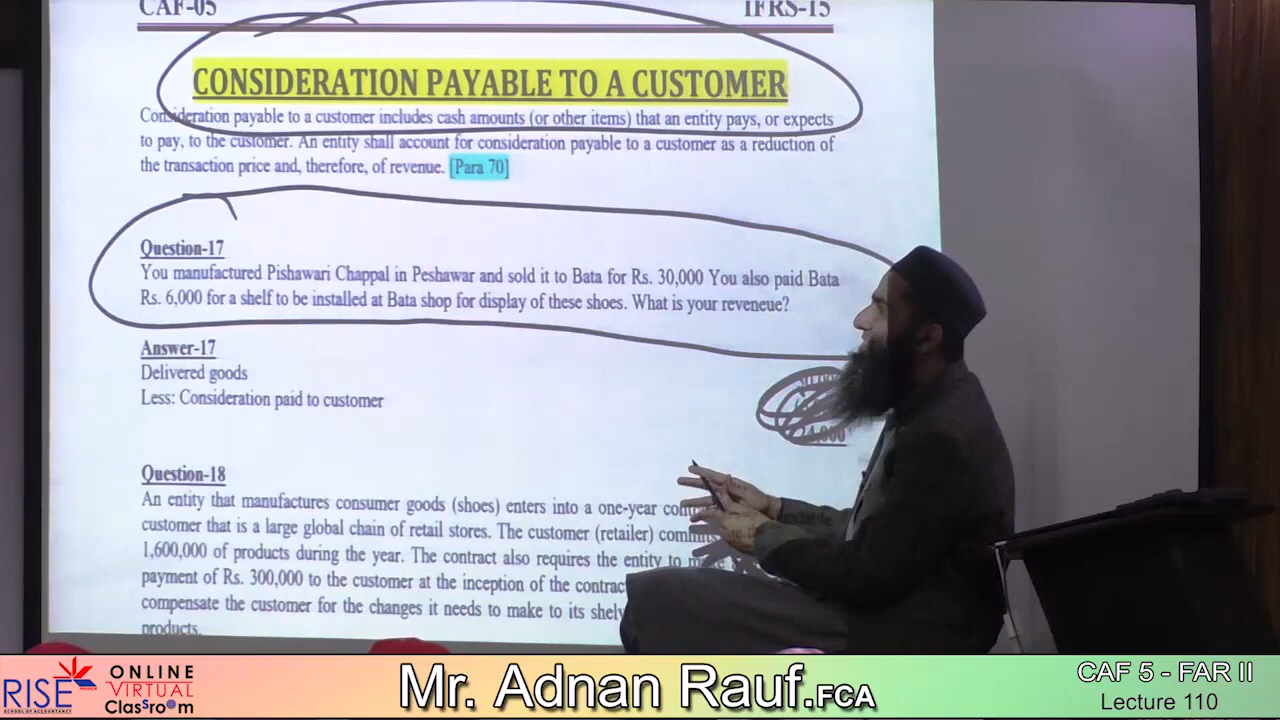 CAF-05 IFRS-15
CONSIDERATION PAYABLE TO A CUSTOMER
Consideration payable to a customer includes cash amounts (or other items) that an entity pays, or expects
to pay, to the customer. An entity shall account for consideration payable to a customer as a reduction of
the transaction price and, therefore, of revenue. [Para 70]
Question-17
You manufactured Pishawari Chappal in Peshawar and sold it to Bata for Rs. 30,000 You also paid Bata
Rs. 6,000 for a shelf to be installed at Bata shop for display of these shoes. What is your reveneue?
Answer-17
Delivered goods
Less: Consideration paid to customer
Question-18
An entity that manufactures consumer goods (shoes) enters into a one-year
customer that is a large global chain of retail stores. The customer (retailer)
1,600,000 of products during the year. The contract also requires the entity to
payment of Rs. 300,000 to the customer at the inception of the
compensate the customer for the changes it needs to make to its
products.
RISE PREMIER
SCHOOL OF ACCOUNTANCY
ONLINE
VIRTUAL
Classroom
Mr. Adnan Rauf.FCA
CAF 5 - FAR II
Lecture 110